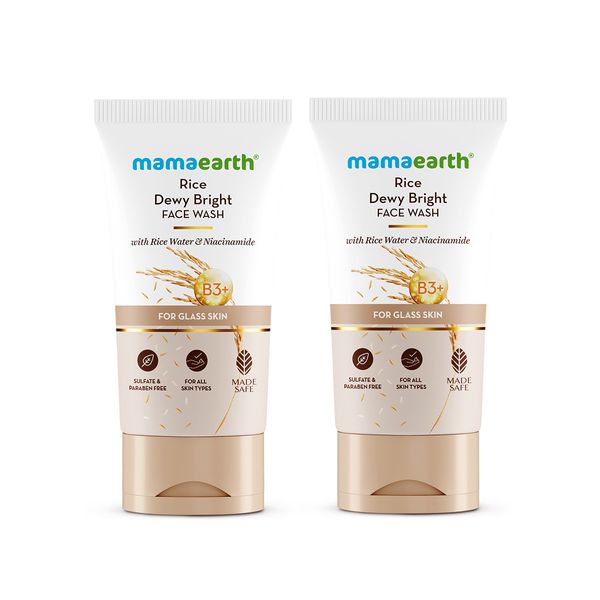 mamaearth®
Rice
Dewy Bright
FACE WASH
with Rice Water & Niacinamide
B3+
FOR GLASS SKIN
SULFATE &
PARABEN FREE
FOR ALL
SKIN TYPES
MADE
SAFE
mamaearth®
Rice
Dewy Bright
FACE WASH
with Rice Water & Niacinamide
B3+
FOR GLASS SKIN
SULFATE &
PARABEN FREE
FOR ALL
SKIN TYPES
MADE
SAFE